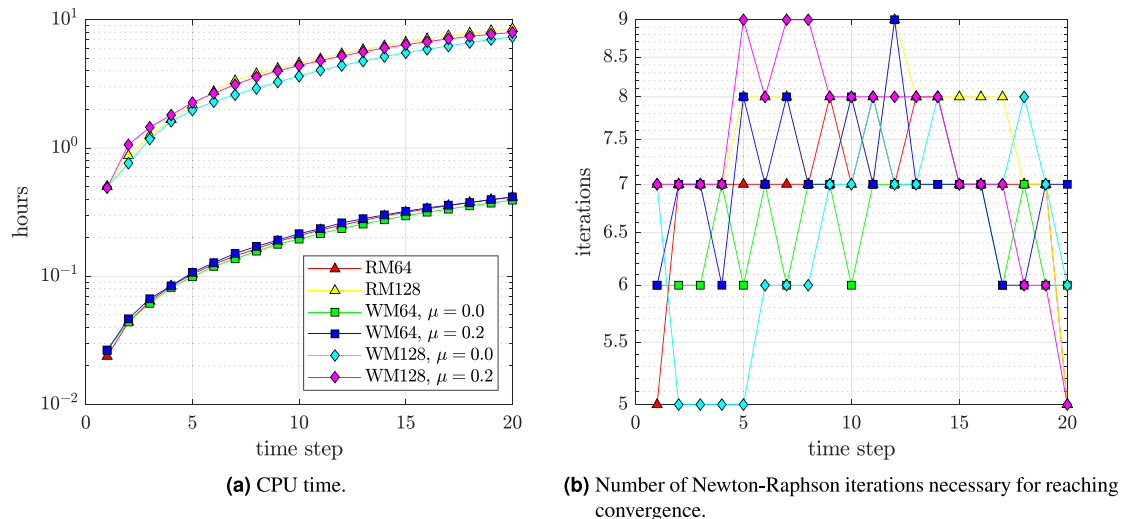 10^1
10^0
10^{-1}
10^{-2}
hours
0 5 10 15 20
time step
RM64
RM128
WM64, μ = 0.0
WM64, μ = 0.2
WM128, μ = 0.0
WM128, μ = 0.2
(a) CPU time.
9
8.5
8
7.5
7
6.5
6
5.5
5
iterations
0 5 10 15 20
time step
(b) Number of Newton-Raphson iterations necessary for reaching
convergence.